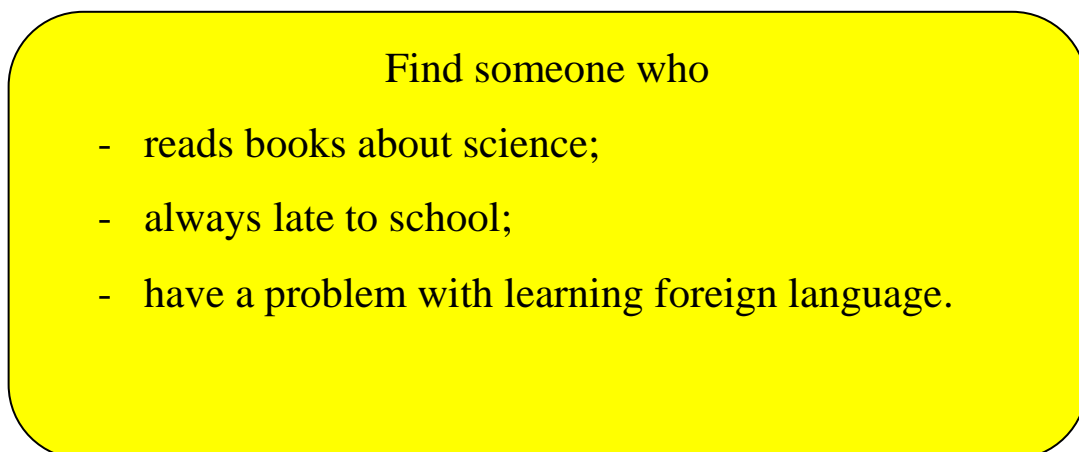 Find someone who
- reads books about science;
- always late to school;
- have a problem with learning foreign language.